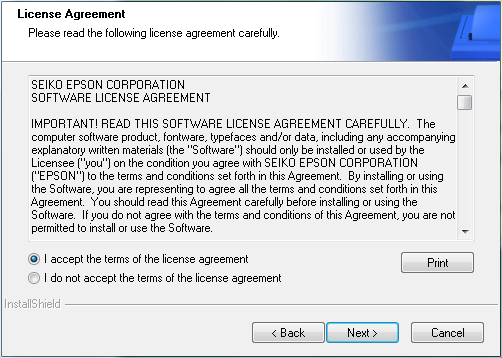 License Agreement
Please read the following license agreement carefully.
SEIKO EPSON CORPORATION
SOFTWARE LICENSE AGREEMENT
IMPORTANT! READ THIS SOFTWARE LICENSE AGREEMENT CAREFULLY. The
computer software product, fontware, typefaces and/or data, including any accompanying
explanatory written materials (the "Software") should only be installed or used by the
Licensee ("you") on the condition you agree with SEIKO EPSON CORPORATION
("EPSON") to the terms and conditions set forth in this Agreement. By installing or using
the Software, you are representing to agree all the terms and conditions set forth in this
Agreement. You should read this Agreement carefully before installing or using the
Software. If you do not agree with the terms and conditions of this Agreement, you are not
permitted to install or use the Software.
I accept the terms of the license agreement
Print
I do not accept the terms of the license agreement
InstallShield
< Back
Next >
Cancel